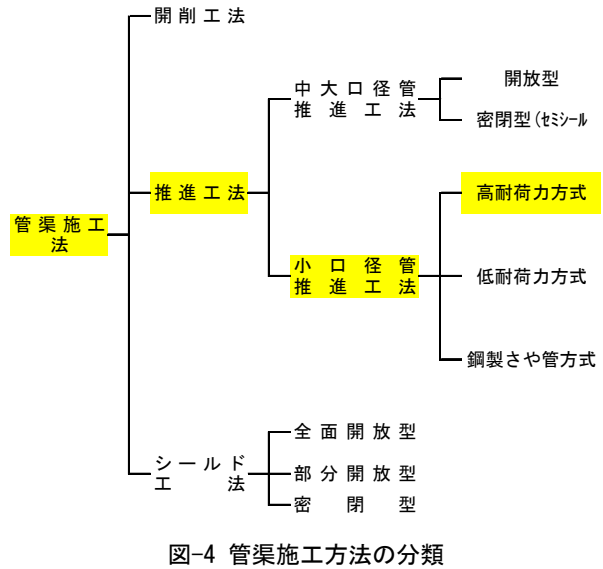 開削工法
中大口径管
推進工法
開放型
密閉型(ｾﾐｼｰﾙ
推進工法
高耐荷力方式
管渠施工
法
小口径管
推進工法
低耐荷力方式
鋼製さや管方式
全面開放型
シールド
工法
部分開放型
密閉型
図-4 管渠施工方法の分類